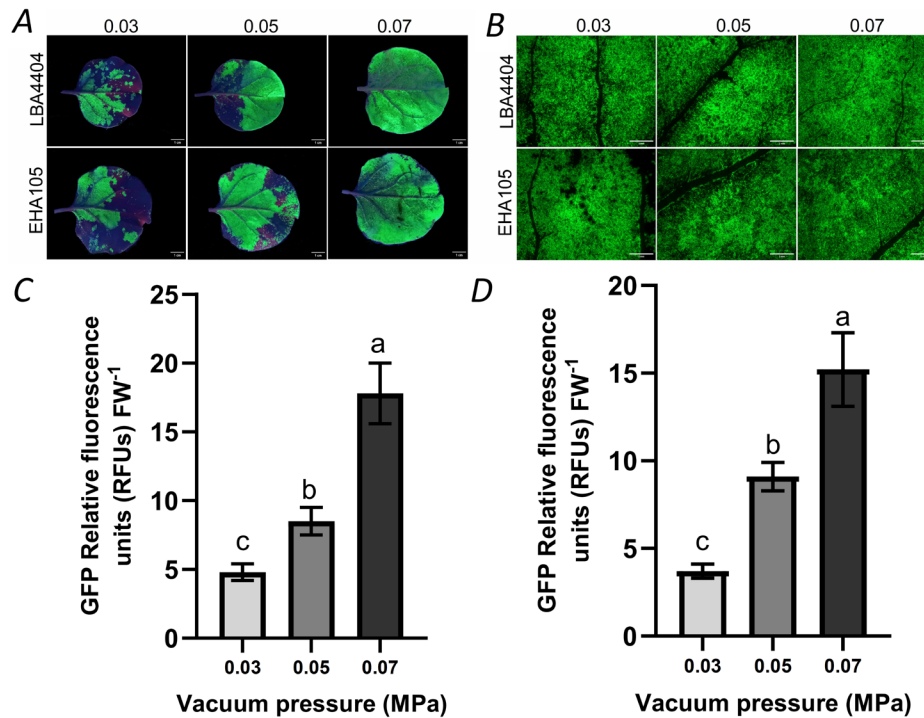 A
0.03 0.05 0.07
LBA4404
EHA105
B
0.03 0.05 0.07
LBA4404
EHA105
C
GFP Relative fluorescence
units (RFUs) FW⁻¹
25
20
15
10
5
0
c
b
a
0.03 0.05 0.07
Vacuum pressure (MPa)
D
GFP Relative fluorescence
units (RFUs) FW⁻¹
20
15
10
5
0
c
b
a
0.03 0.05 0.07
Vacuum pressure (MPa)